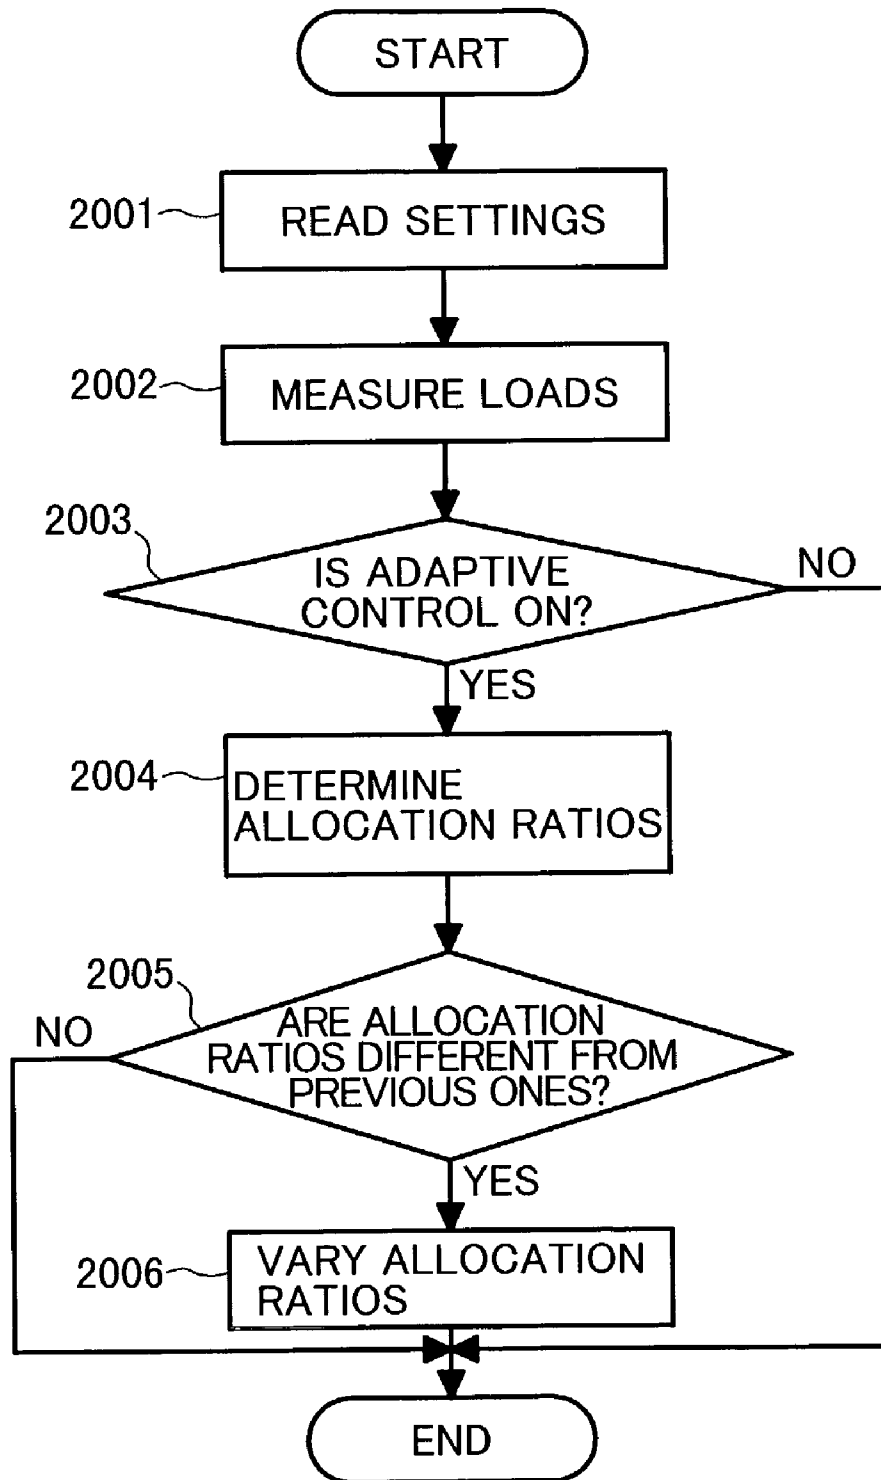 START
2001
READ SETTINGS
2002
MEASURE LOADS
2003
IS ADAPTIVE
CONTROL ON?
NO
YES
2004
DETERMINE
ALLOCATION RATIOS
2005
NO
ARE ALLOCATION
RATIOS DIFFERENT FROM
PREVIOUS ONES?
YES
2006
VARY ALLOCATION
RATIOS
END